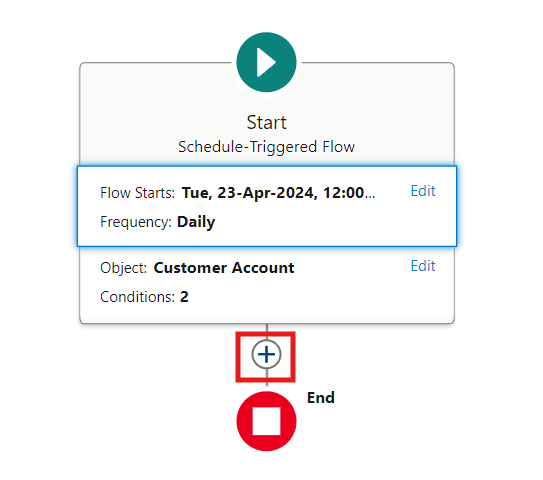 Start
Schedule-Triggered Flow
Flow Starts: Tue, 23-Apr-2024, 12:00... Edit
Frequency: Daily
Object: Customer Account Edit
Conditions: 2
End